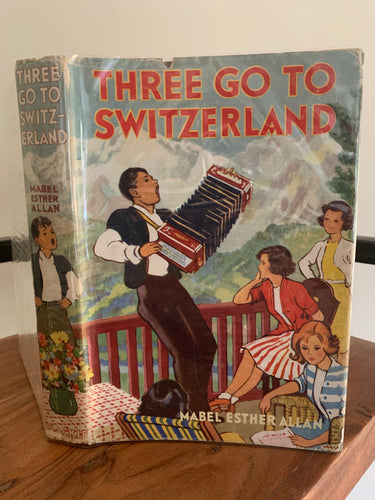 THREE
GO TO
SWITZ-
ERLAND
MABEL
ESTHER
ALLAN
THREE GO TO
SWITZERLAND
MABEL ESTHER ALLAN